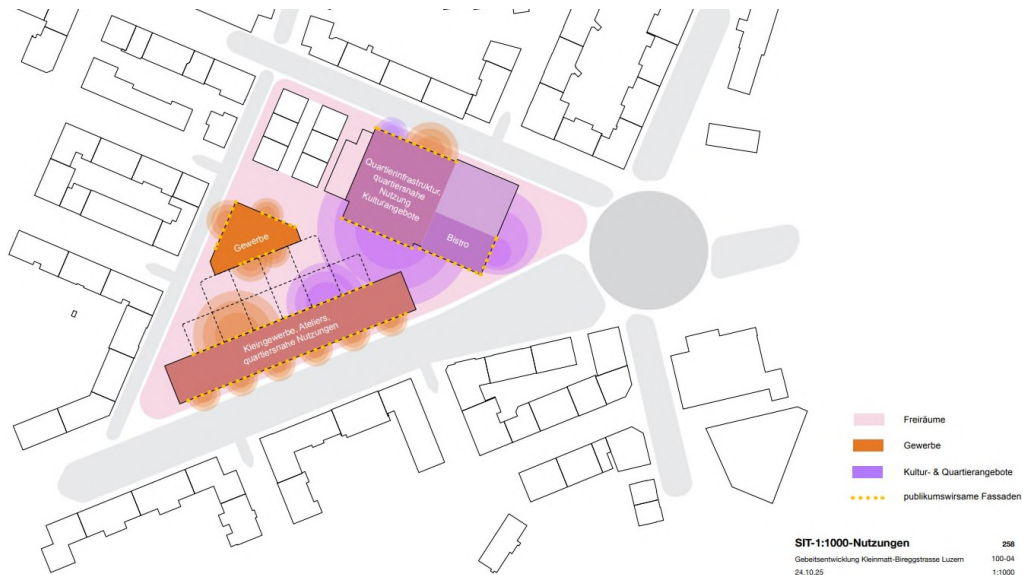 Quartierinfrastruktur,
quartiersnahe
Nutzung
Kulturangebote
Bistro
Gewerbe
Kleingewerbe, Ateliers,
quartiersnahe Nutzungen
Freiräume
Gewerbe
Kultur- & Quartierangebote
publikumswirsame Fassaden
SIT-1:1000-Nutzungen 258
Gebeitsentwicklung Kleinmatt-Bireggstrasse Luzern 100-04
24.10.25 1:1000